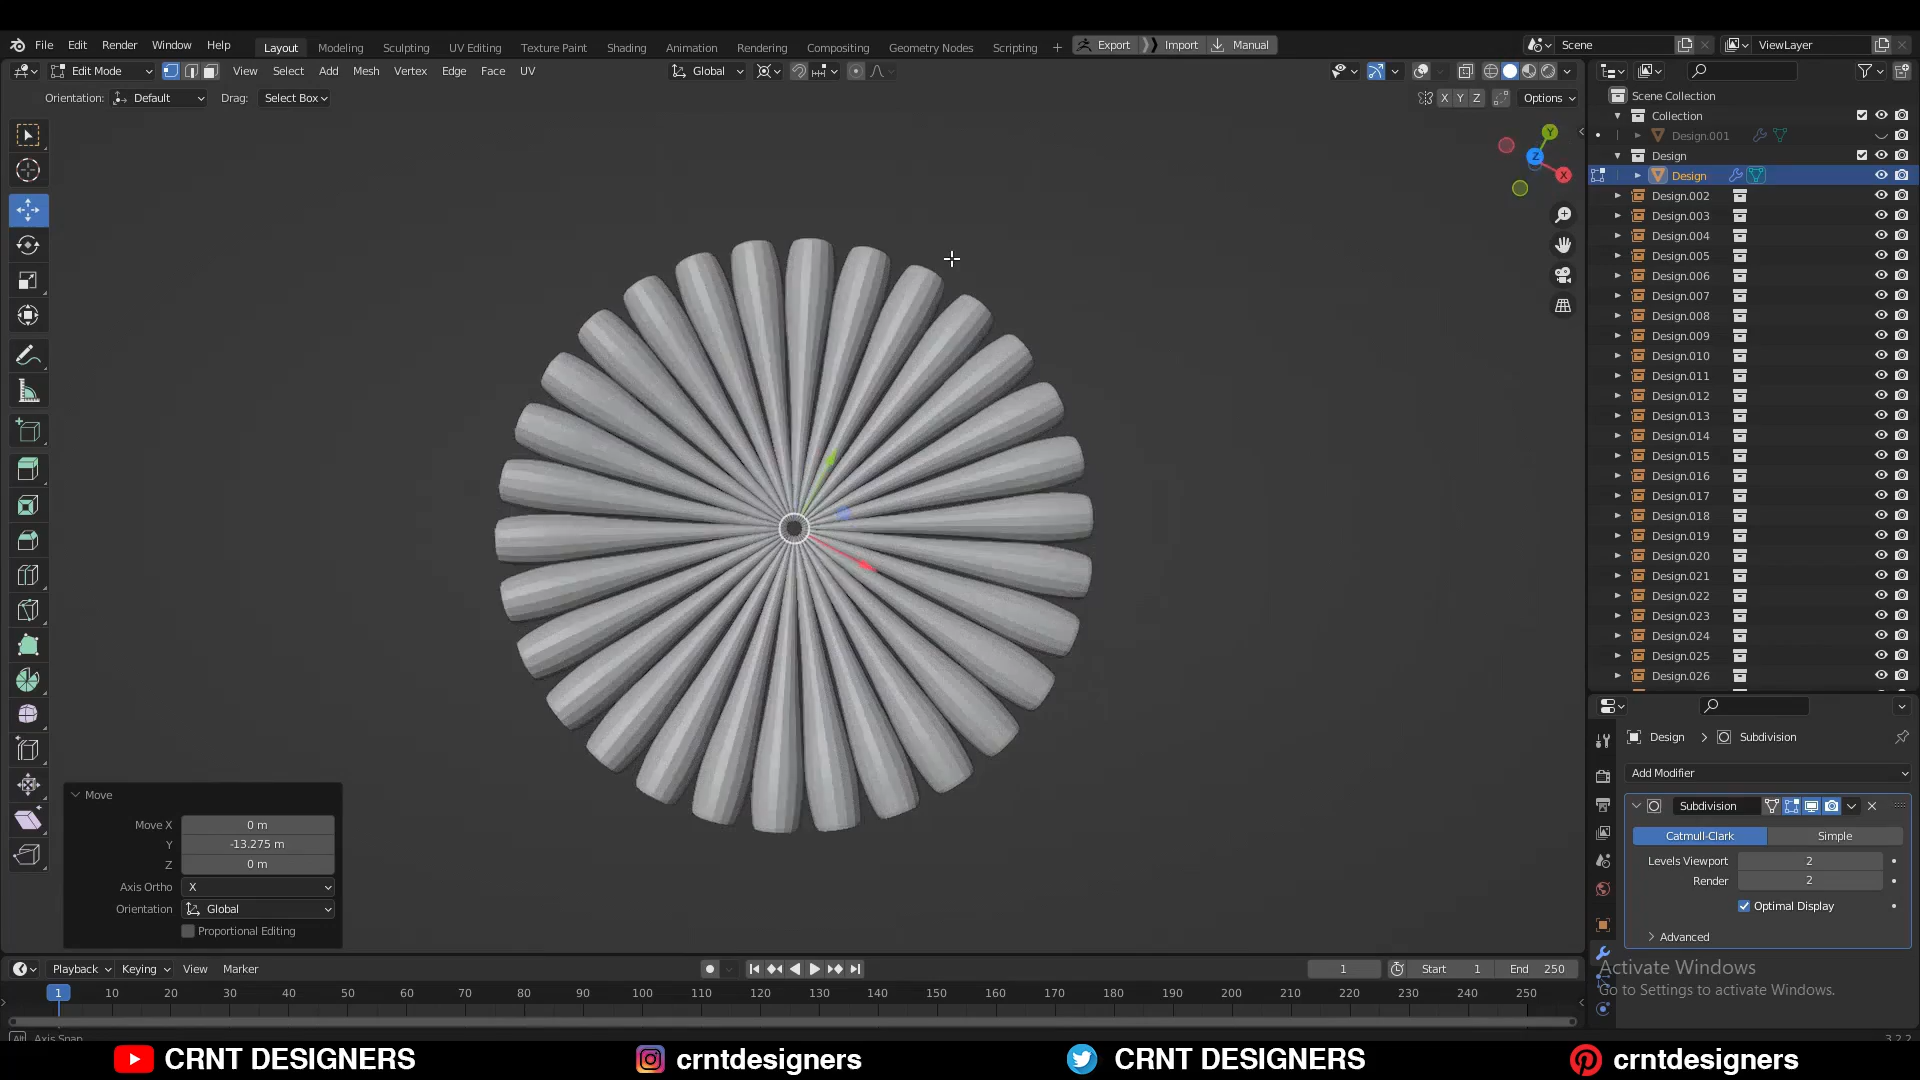 File Edit Render Window Help Layout Modeling Sculpting UV Editing Texture Paint Shading Animation Rendering Compositing Geometry Nodes Scripting + Export Import Manual Scene ViewLayer
Edit Mode View Select Add Mesh Vertex Edge Face UV Global
Orientation: Default Drag: Select Box X Y Z Options
Scene Collection
Collection
Design.001
Design
Design
Design.002
Design.003
Design.004
Design.005
Design.006
Design.007
Design.008
Design.009
Design.010
Design.011
Design.012
Design.013
Design.014
Design.015
Design.016
Design.017
Design.018
Design.019
Design.020
Design.021
Design.022
Design.023
Design.024
Design.025
Design.026
Y
Z
X
Design > Subdivision
Add Modifier
Subdivision
Catmull-Clark Simple
Levels Viewport 2
Render 2
Optimal Display
Advanced
Move
Move X 0 m
Y -13.275 m
Z 0 m
Axis Ortho X
Orientation Global
Proportional Editing
Activate Windows
Go to Settings to activate Windows.
Playback Keying View Marker 1 Start 1 End 250
1 10 20 30 40 50 60 70 80 90 100 110 120 130 140 150 160 170 180 190 200 210 220 230 240 250
Alt Axis Snap 3.2.2
CRNT DESIGNERS crntdesigners CRNT DESIGNERS crntdesigners